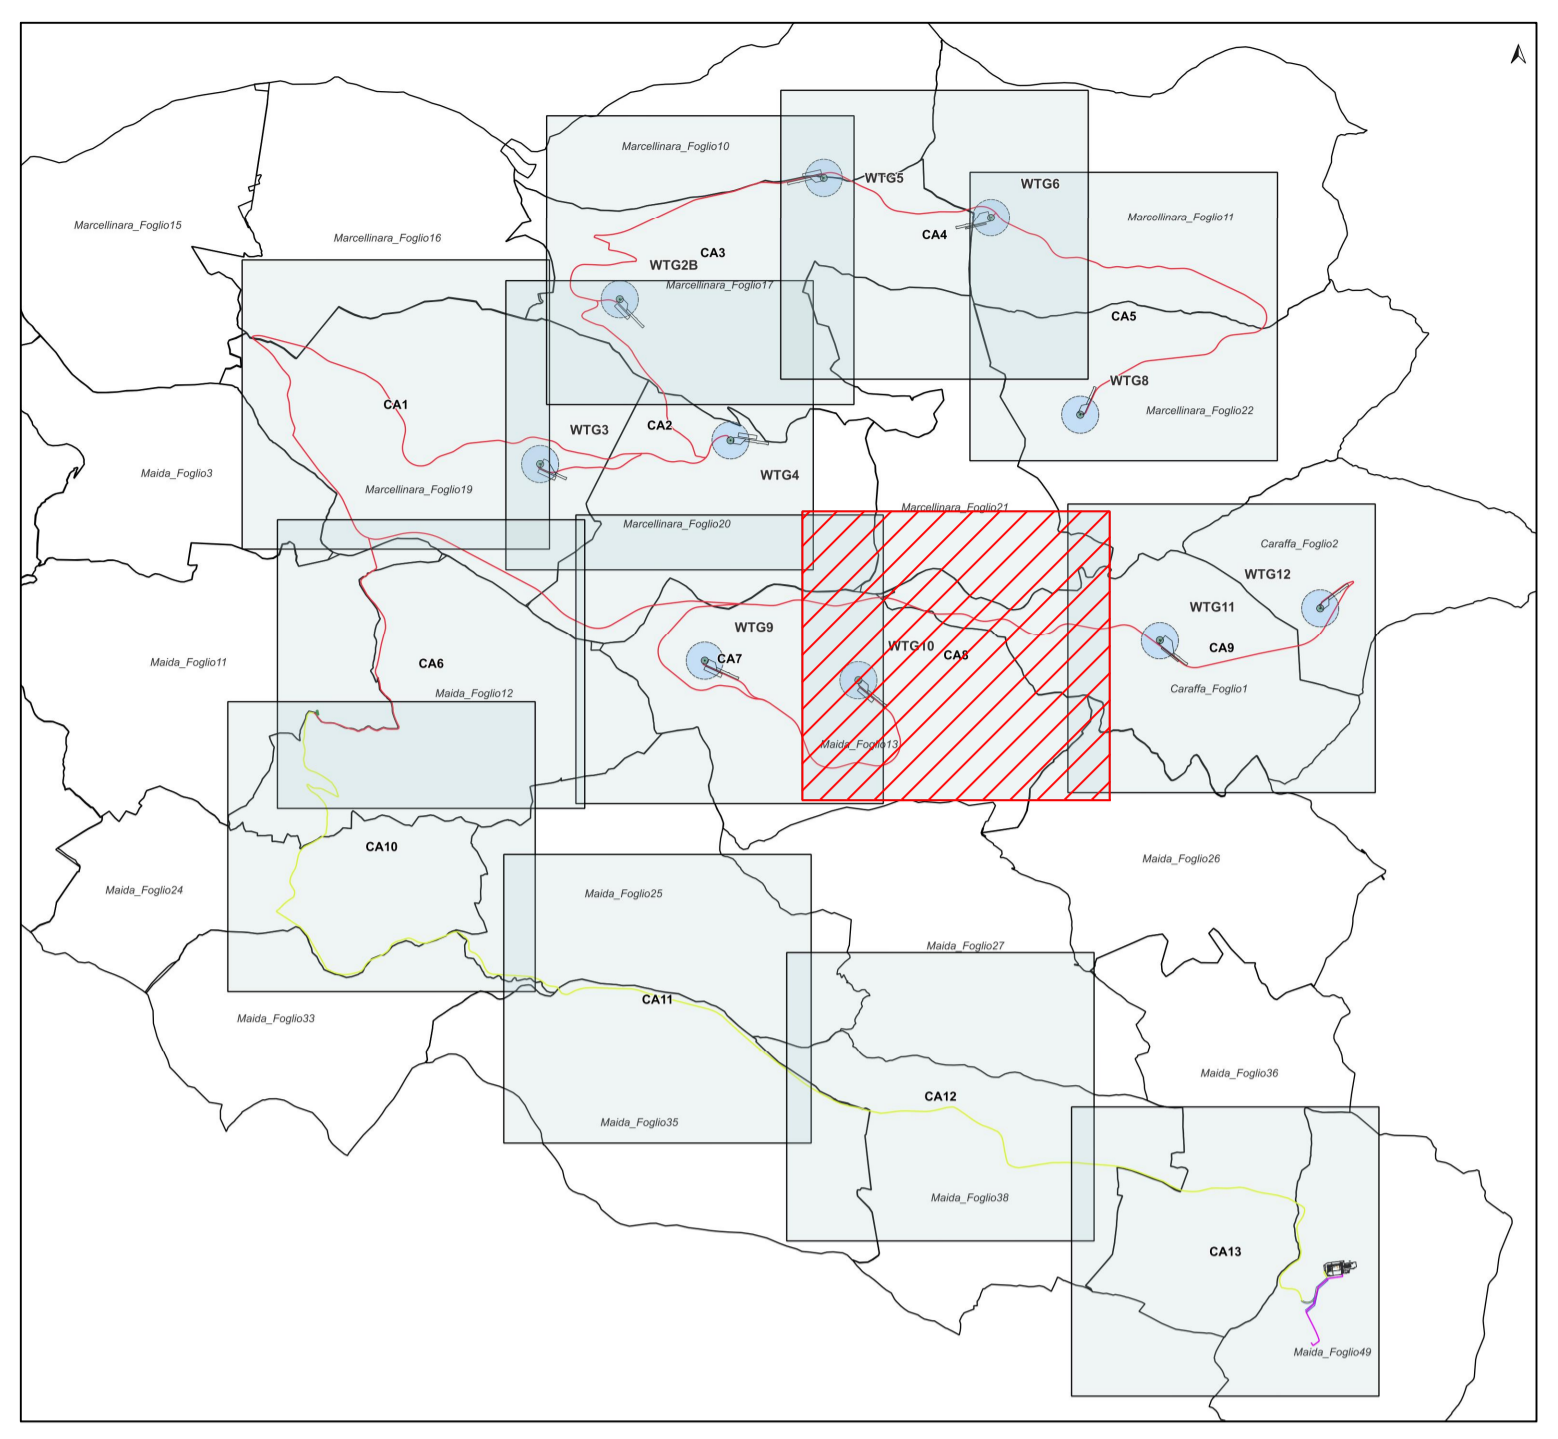 Marcellinara_Foglio10
WTG5
WTG6
Marcellinara_Foglio15
Marcellinara_Foglio11
Marcellinara_Foglio16
CA4
CA3
WTG2B
Marcellinara_Foglio17
CA5
WTG8
CA1
Marcellinara_Foglio22
CA2
WTG3
Maida_Foglio3
WTG4
Marcellinara_Foglio19
Marcellinara_Foglio21
Marcellinara_Foglio20
Caraffa_Foglio2
WTG12
WTG11
WTG9
WTG10
CA9
CA8
CA7
Maida_Foglio11
CA6
Caraffa_Foglio1
Maida_Foglio12
Maida_Foglio13
CA10
Maida_Foglio26
Maida_Foglio24
Maida_Foglio25
Maida_Foglio27
CA11
Maida_Foglio33
Maida_Foglio36
CA12
Maida_Foglio35
Maida_Foglio38
CA13
Maida_Foglio49